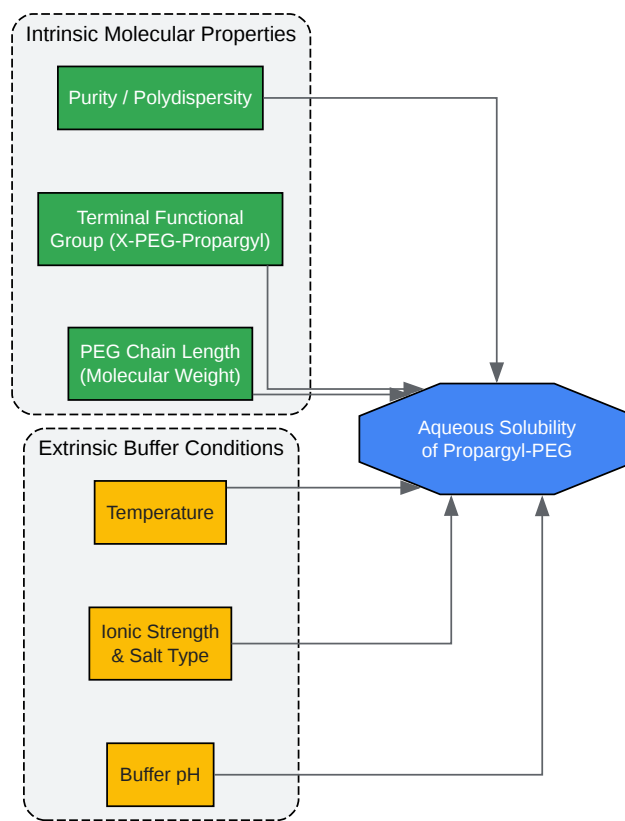 Intrinsic Molecular Properties
Purity / Polydispersity
Terminal Functional
Group (X-PEG-Propargyl)
PEG Chain Length
(Molecular Weight)
Aqueous Solubility
of Propargyl-PEG
Extrinsic Buffer Conditions
Temperature
Ionic Strength
& Salt Type
Buffer pH